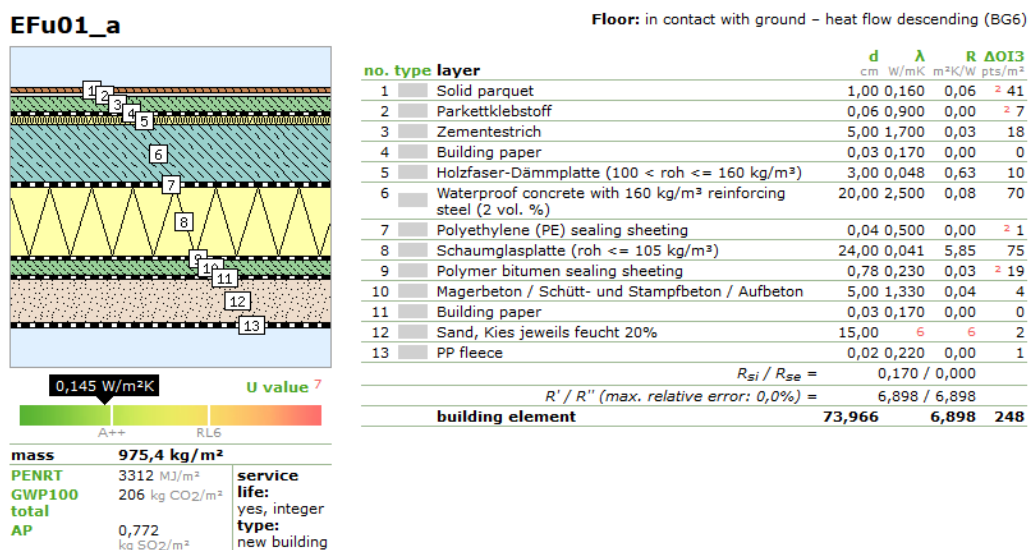 EFu01_a
Floor: in contact with ground – heat flow descending (BG6)
1
2
3
4
5
6
7
8
9
10
11
12
13
0,145 W/m²K
U value 7
A++ RL6
mass 975,4 kg/m²
PENRT 3312 MJ/m²
GWP100 total 206 kg CO2/m²
AP 0,772 kg SO2/m²
service life:
yes, integer
type:
new building
d λ R ΔOI3
no. type layer cm W/mK m²K/W pts/m²
1 Solid parquet 1,00 0,160 0,06 ² 41
2 Parkettklebstoff 0,06 0,900 0,00 ² 7
3 Zementestrich 5,00 1,700 0,03 18
4 Building paper 0,03 0,170 0,00 0
5 Holzfaser-Dämmplatte (100 < roh <= 160 kg/m³) 3,00 0,048 0,63 10
6 Waterproof concrete with 160 kg/m³ reinforcing 20,00 2,500 0,08 70
steel (2 vol. %)
7 Polyethylene (PE) sealing sheeting 0,04 0,500 0,00 ² 1
8 Schaumglasplatte (roh <= 105 kg/m³) 24,00 0,041 5,85 75
9 Polymer bitumen sealing sheeting 0,78 0,230 0,03 ² 19
10 Magerbeton / Schütt- und Stampfbeton / Aufbeton 5,00 1,330 0,04 4
11 Building paper 0,03 0,170 0,00 0
12 Sand, Kies jeweils feucht 20% 15,00 6 6 2
13 PP fleece 0,02 0,220 0,00 1
Rsi / Rse = 0,170 / 0,000
R' / R'' (max. relative error: 0,0%) = 6,898 / 6,898
building element 73,966 6,898 248